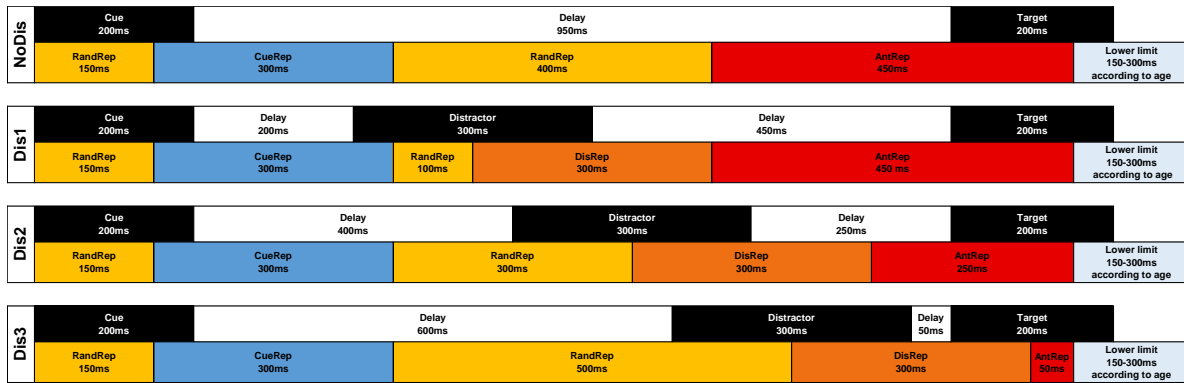 NoDis
Cue
200ms
Delay
950ms
Target
200ms
RandRep
150ms
CueRep
300ms
RandRep
400ms
AntRep
450ms
Lower limit
150-300ms
according to age
Dis1
Cue
200ms
Delay
200ms
Distractor
300ms
Delay
450ms
Target
200ms
RandRep
150ms
CueRep
300ms
RandRep
100ms
DisRep
300ms
AntRep
450 ms
Lower limit
150-300ms
according to age
Dis2
Cue
200ms
Delay
400ms
Distractor
300ms
Delay
250ms
Target
200ms
RandRep
150ms
CueRep
300ms
RandRep
300ms
DisRep
300ms
AntRep
250ms
Lower limit
150-300ms
according to age
Dis3
Cue
200ms
Delay
600ms
Distractor
300ms
Delay
50ms
Target
200ms
RandRep
150ms
CueRep
300ms
RandRep
500ms
DisRep
300ms
AntRep
50ms
Lower limit
150-300ms
according to age